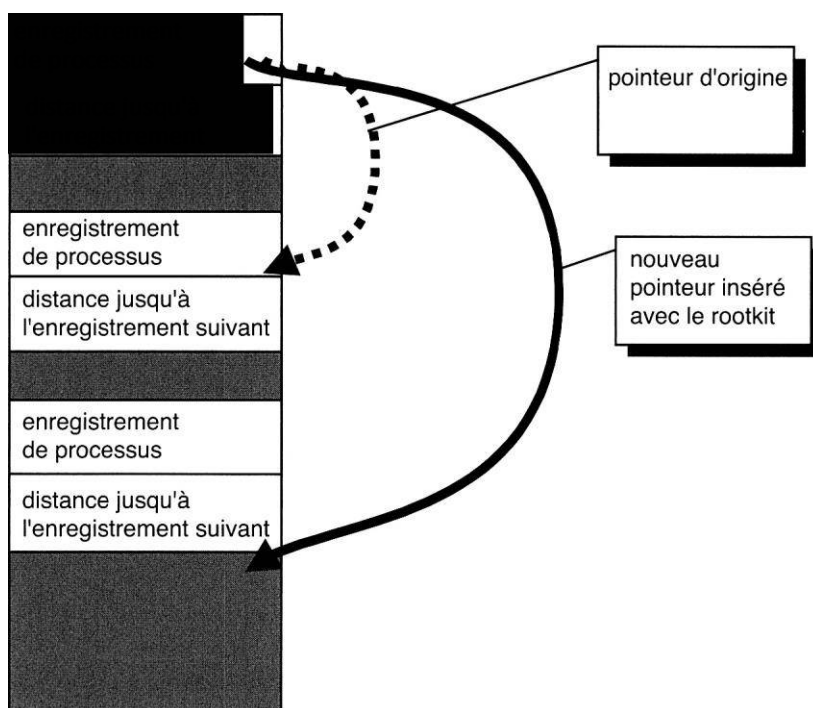 pointeur d'origine
enregistrement
de processus
distance jusqu'à
l'enregistrement suivant
nouveau
pointeur inséré
avec le rootkit
enregistrement
de processus
distance jusqu'à
l'enregistrement suivant